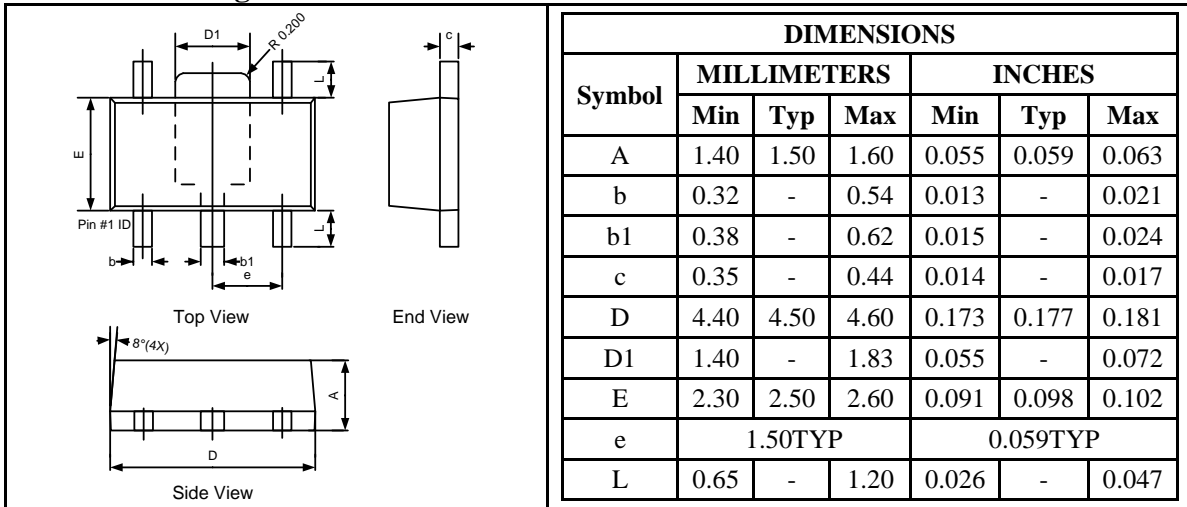 D1
R 0.200
c
L
E
Pin #1 ID
L
b
b1
e
Top View
End View
8°(4X)
A
D
Side View
DIMENSIONS
Symbol MILLIMETERS INCHES
Min Typ Max Min Typ Max
A 1.40 1.50 1.60 0.055 0.059 0.063
b 0.32 - 0.54 0.013 - 0.021
b1 0.38 - 0.62 0.015 - 0.024
c 0.35 - 0.44 0.014 - 0.017
D 4.40 4.50 4.60 0.173 0.177 0.181
D1 1.40 - 1.83 0.055 - 0.072
E 2.30 2.50 2.60 0.091 0.098 0.102
e 1.50TYP 0.059TYP
L 0.65 - 1.20 0.026 - 0.047